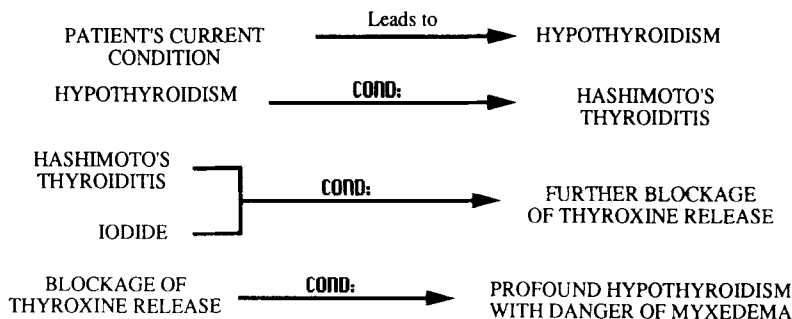 Leads to
PATIENT'S CURRENT
CONDITION
HYPOTHYROIDISM
HYPOTHYROIDISM
COND:
HASHIMOTO'S
THYROIDITIS
HASHIMOTO'S
THYROIDITIS
IODIDE
COND:
FURTHER BLOCKAGE
OF THYROXINE RELEASE
BLOCKAGE OF
THYROXINE RELEASE
COND:
PROFOUND HYPOTHYROIDISM
WITH DANGER OF MYXEDEMA